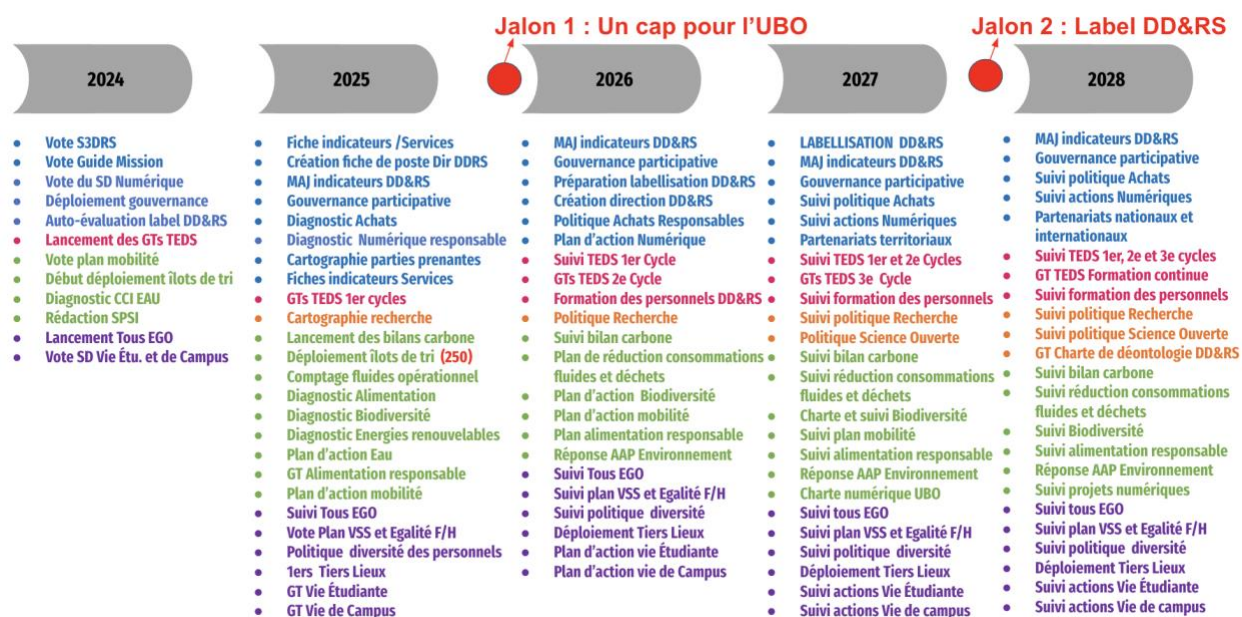 Jalon 1 : Un cap pour l'UBO
Jalon 2 : Label DD&RS
2024
2025
2026
2027
2028
• Vote S3DRS
• Vote Guide Mission
• Vote du SD Numérique
• Déploiement gouvernance
• Auto-évaluation label DD&RS
• Lancement des GTs TEDS
• Vote plan mobilité
• Début déploiement îlots de tri
• Diagnostic CCI EAU
• Rédaction SPSI
• Lancement Tous EGO
• Vote SD Vie Étu. et de Campus
• Fiche indicateurs /Services
• Création fiche de poste Dir DDRS
• MAJ indicateurs DD&RS
• Gouvernance participative
• Diagnostic Achats
• Diagnostic Numérique responsable
• Cartographie parties prenantes
• Fiches indicateurs Services
• GTs TEDS 1er cycles
• Cartographie recherche
• Lancement des bilans carbone
• Déploiement îlots de tri (250)
• Comptage fluides opérationnel
• Diagnostic Alimentation
• Diagnostic Biodiversité
• Diagnostic Energies renouvelables
• Plan d'action Eau
• GT Alimentation responsable
• Plan d'action mobilité
• Suivi Tous EGO
• Vote Plan VSS et Egalité F/H
• Politique diversité des personnels
• 1ers Tiers Lieux
• GT Vie Étudiante
• GT Vie de Campus
• MAJ indicateurs DD&RS
• Gouvernance participative
• Préparation labellisation DD&RS
• Création direction DD&RS
• Politique Achats Responsables
• Plan d'action Numérique
• Suivi TEDS 1er Cycle
• GTs TEDS 2e Cycle
• Formation des personnels DD&RS
• Politique Recherche
• Suivi bilan carbone
• Plan de réduction consommations
fluides et déchets
• Plan d'action Biodiversité
• Plan d'action mobilité
• Plan alimentation responsable
• Réponse AAP Environnement
• Suivi Tous EGO
• Suivi plan VSS et Egalité F/H
• Suivi politique diversité
• Déploiement Tiers Lieux
• Plan d'action vie Étudiante
• Plan d'action vie de Campus
• LABELLISATION DD&RS
• MAJ indicateurs DD&RS
• Gouvernance participative
• Suivi politique Achats
• Suivi actions Numériques
• Partenariats territoriaux
• Suivi TEDS 1er et 2e Cycles
• GTs TEDS 3e Cycle
• Suivi formation des personnels
• Suivi politique Recherche
• Politique Science Ouverte
• Suivi bilan carbone
• Suivi réduction consommations
fluides et déchets
• Charte et suivi Biodiversité
• Suivi plan mobilité
• Suivi alimentation responsable
• Réponse AAP Environnement
• Charte numérique UBO
• Suivi tous EGO
• Suivi plan VSS et Egalité F/H
• Suivi politique diversité
• Déploiement Tiers Lieux
• Suivi actions Vie Étudiante
• Suivi actions Vie de campus
• MAJ indicateurs DD&RS
• Gouvernance participative
• Suivi politique Achats
• Suivi actions Numériques
• Partenariats nationaux et
internationaux
• Suivi TEDS 1er, 2e et 3e cycles
• GT TEDS Formation continue
• Suivi formation des personnels
• Suivi politique Recherche
• Suivi politique Science Ouverte
• GT Charte de déontologie DD&RS
• Suivi bilan carbone
• Suivi réduction consommations
fluides et déchets
• Suivi Biodiversité
• Suivi alimentation responsable
• Réponse AAP Environnement
• Suivi projets numériques
• Suivi tous EGO
• Suivi plan VSS et Egalité F/H
• Suivi politique diversité
• Déploiement Tiers Lieux
• Suivi actions Vie Étudiante
• Suivi actions Vie de campus